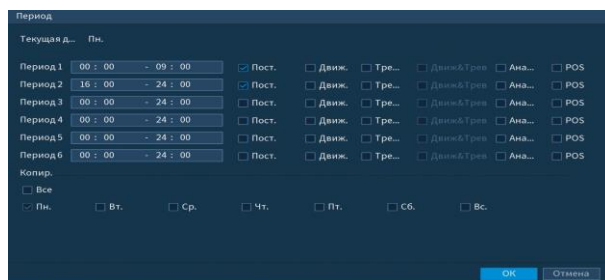 Период
Текущая д... Пн.
Период 1 00 : 00 - 09 : 00 Пост. Движ. Тре... Движ&Трев Ана... POS
Период 2 16 : 00 - 24 : 00 Пост. Движ. Тре... Движ&Трев Ана... POS
Период 3 00 : 00 - 24 : 00 Пост. Движ. Тре... Движ&Трев Ана... POS
Период 4 00 : 00 - 24 : 00 Пост. Движ. Тре... Движ&Трев Ана... POS
Период 5 00 : 00 - 24 : 00 Пост. Движ. Тре... Движ&Трев Ана... POS
Период 6 00 : 00 - 24 : 00 Пост. Движ. Тре... Движ&Трев Ана... POS
Копир.
Все
Пн. Вт. Ср. Чт. Пт. Сб. Вс.
ОК Отмена